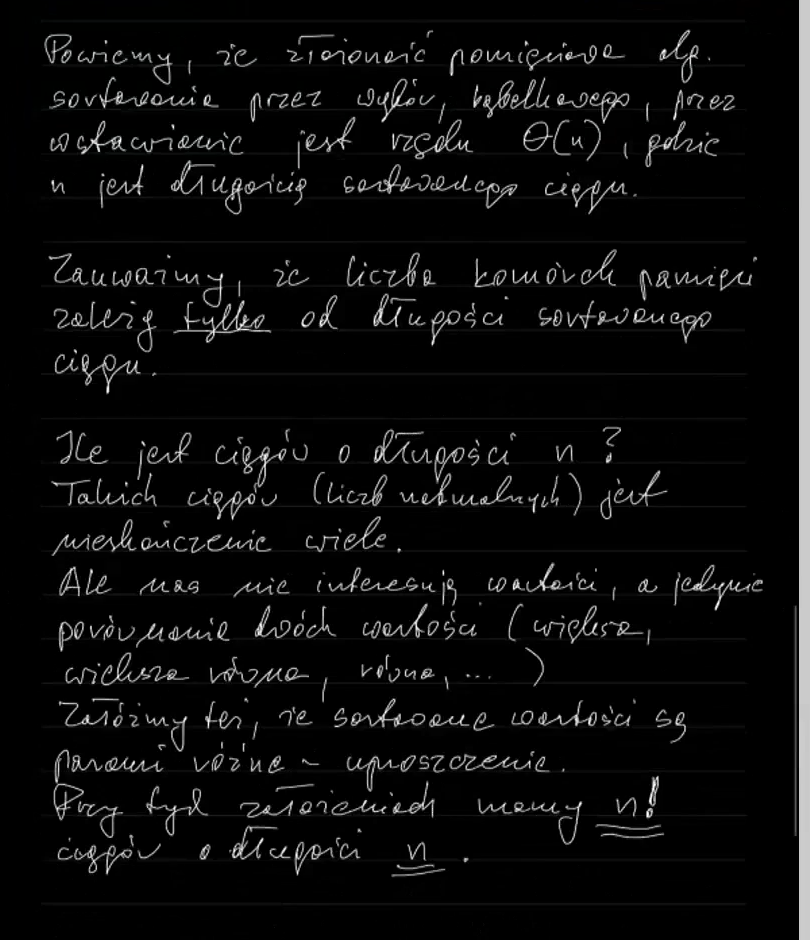 Powiemy, że złożoność pamięciowa alg.
sortowania przez wybór, bąbelkowego, przez
wstawianie jest rzędu Θ(n), gdzie
n jest długością sortowanego ciągu.
Zauważmy, że liczba komórek pamięci
zależy tylko od długości sortowanego
ciągu.
Ile jest ciągów o długości n?
Takich ciągów (liczb naturalnych) jest
nieskończenie wiele.
Ale nas nie interesują wartości, a jedynie
porównanie dwóch wartości (większa,
większa równa, równa, ...)
Załóżmy też, że sortowane wartości są
parami różne - uproszczenie.
Przy tych założeniach mamy n!
ciągów o długości n.